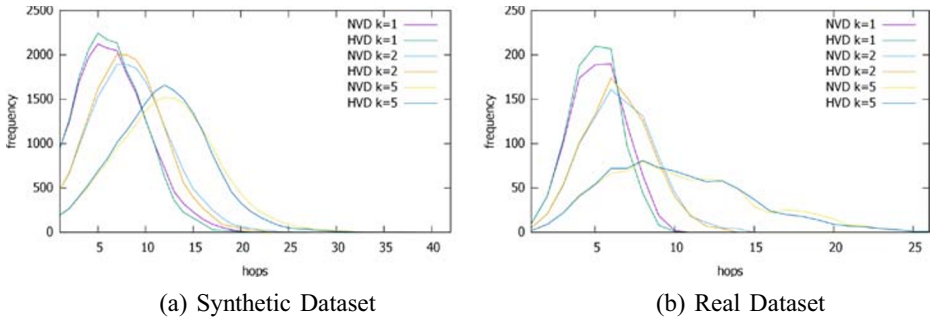 2500
2000
1500
1000
500
0
frequency
5 10 15 20 25 30 35 40
hops
NVD k=1
HVD k=1
NVD k=2
HVD k=2
NVD k=5
HVD k=5
(a) Synthetic Dataset
250
200
150
100
50
0
frequency
5 10 15 20 25
hops
NVD k=1
HVD k=1
NVD k=2
HVD k=2
NVD k=5
HVD k=5
(b) Real Dataset